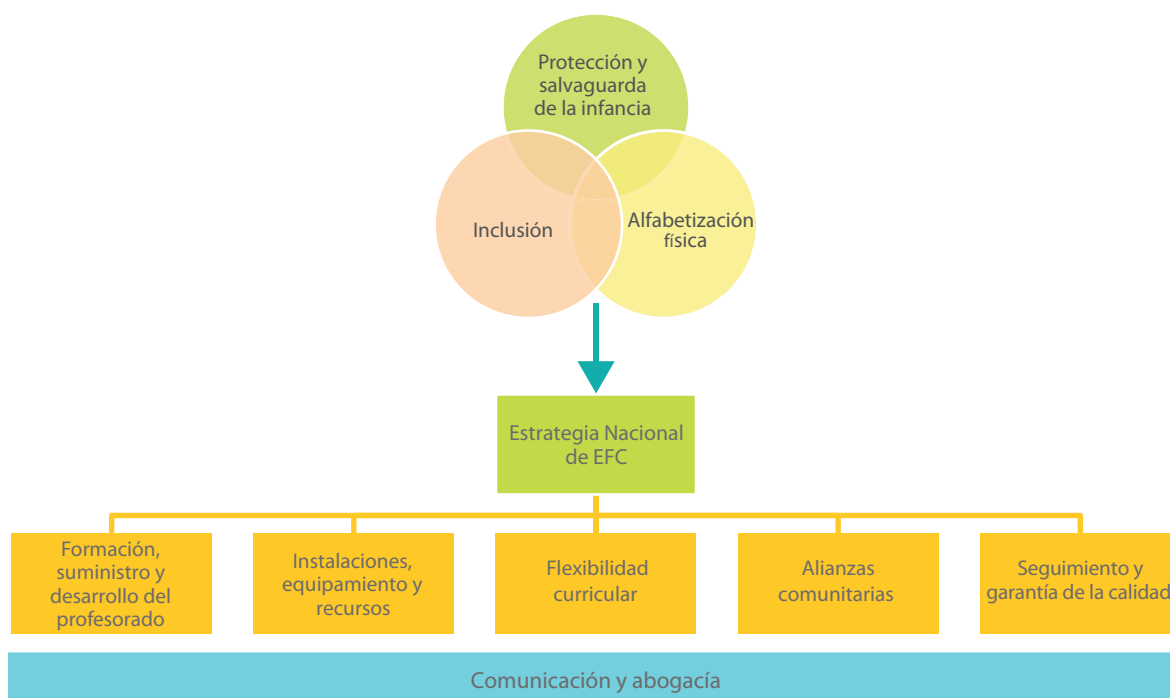 Protección y
salvaguarda
de la infancia
Inclusión
Alfabetización
física
Estrategia Nacional
de EFC
Formación,
suministro y
desarrollo del
profesorado
Instalaciones,
equipamiento y
recursos
Flexibilidad
curricular
Alianzas
comunitarias
Seguimiento y
garantía de la calidad
Comunicación y abogacía